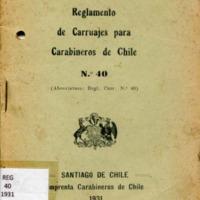 Reglamento
de Carruajes para
Carabineros de Chile
N.° 40
(Abreviatura: Regl. Carr. N.° 40)
REG
40
1931
SANTIAGO DE CHILE
Imprenta Carabineros de Chile
1931